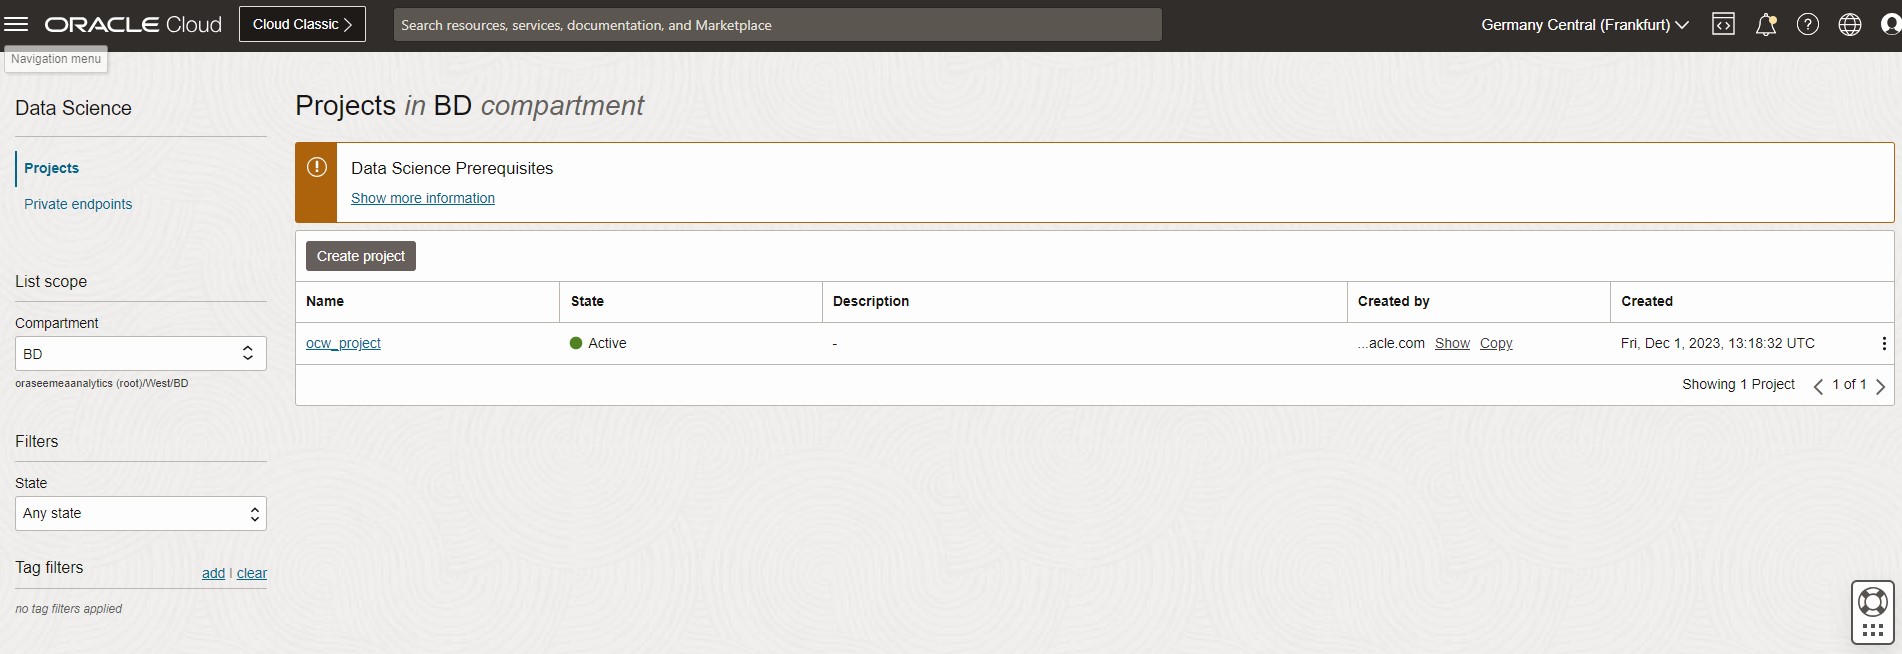 ORACLE Cloud
Cloud Classic
Search resources, services, documentation, and Marketplace
Germany Central (Frankfurt)
Navigation menu
Data Science
Projects
Private endpoints
List scope
Compartment
BD
oraseemeaanalytics (root)/West/BD
Filters
State
Any state
Tag filters
add | clear
no tag filters applied
Projects in BD compartment
Data Science Prerequisites
Show more information
Create project
Name State Description Created by Created
ocw_project Active - ...acle.com Show Copy Fri, Dec 1, 2023, 13:18:32 UTC
Showing 1 Project < 1 of 1 >